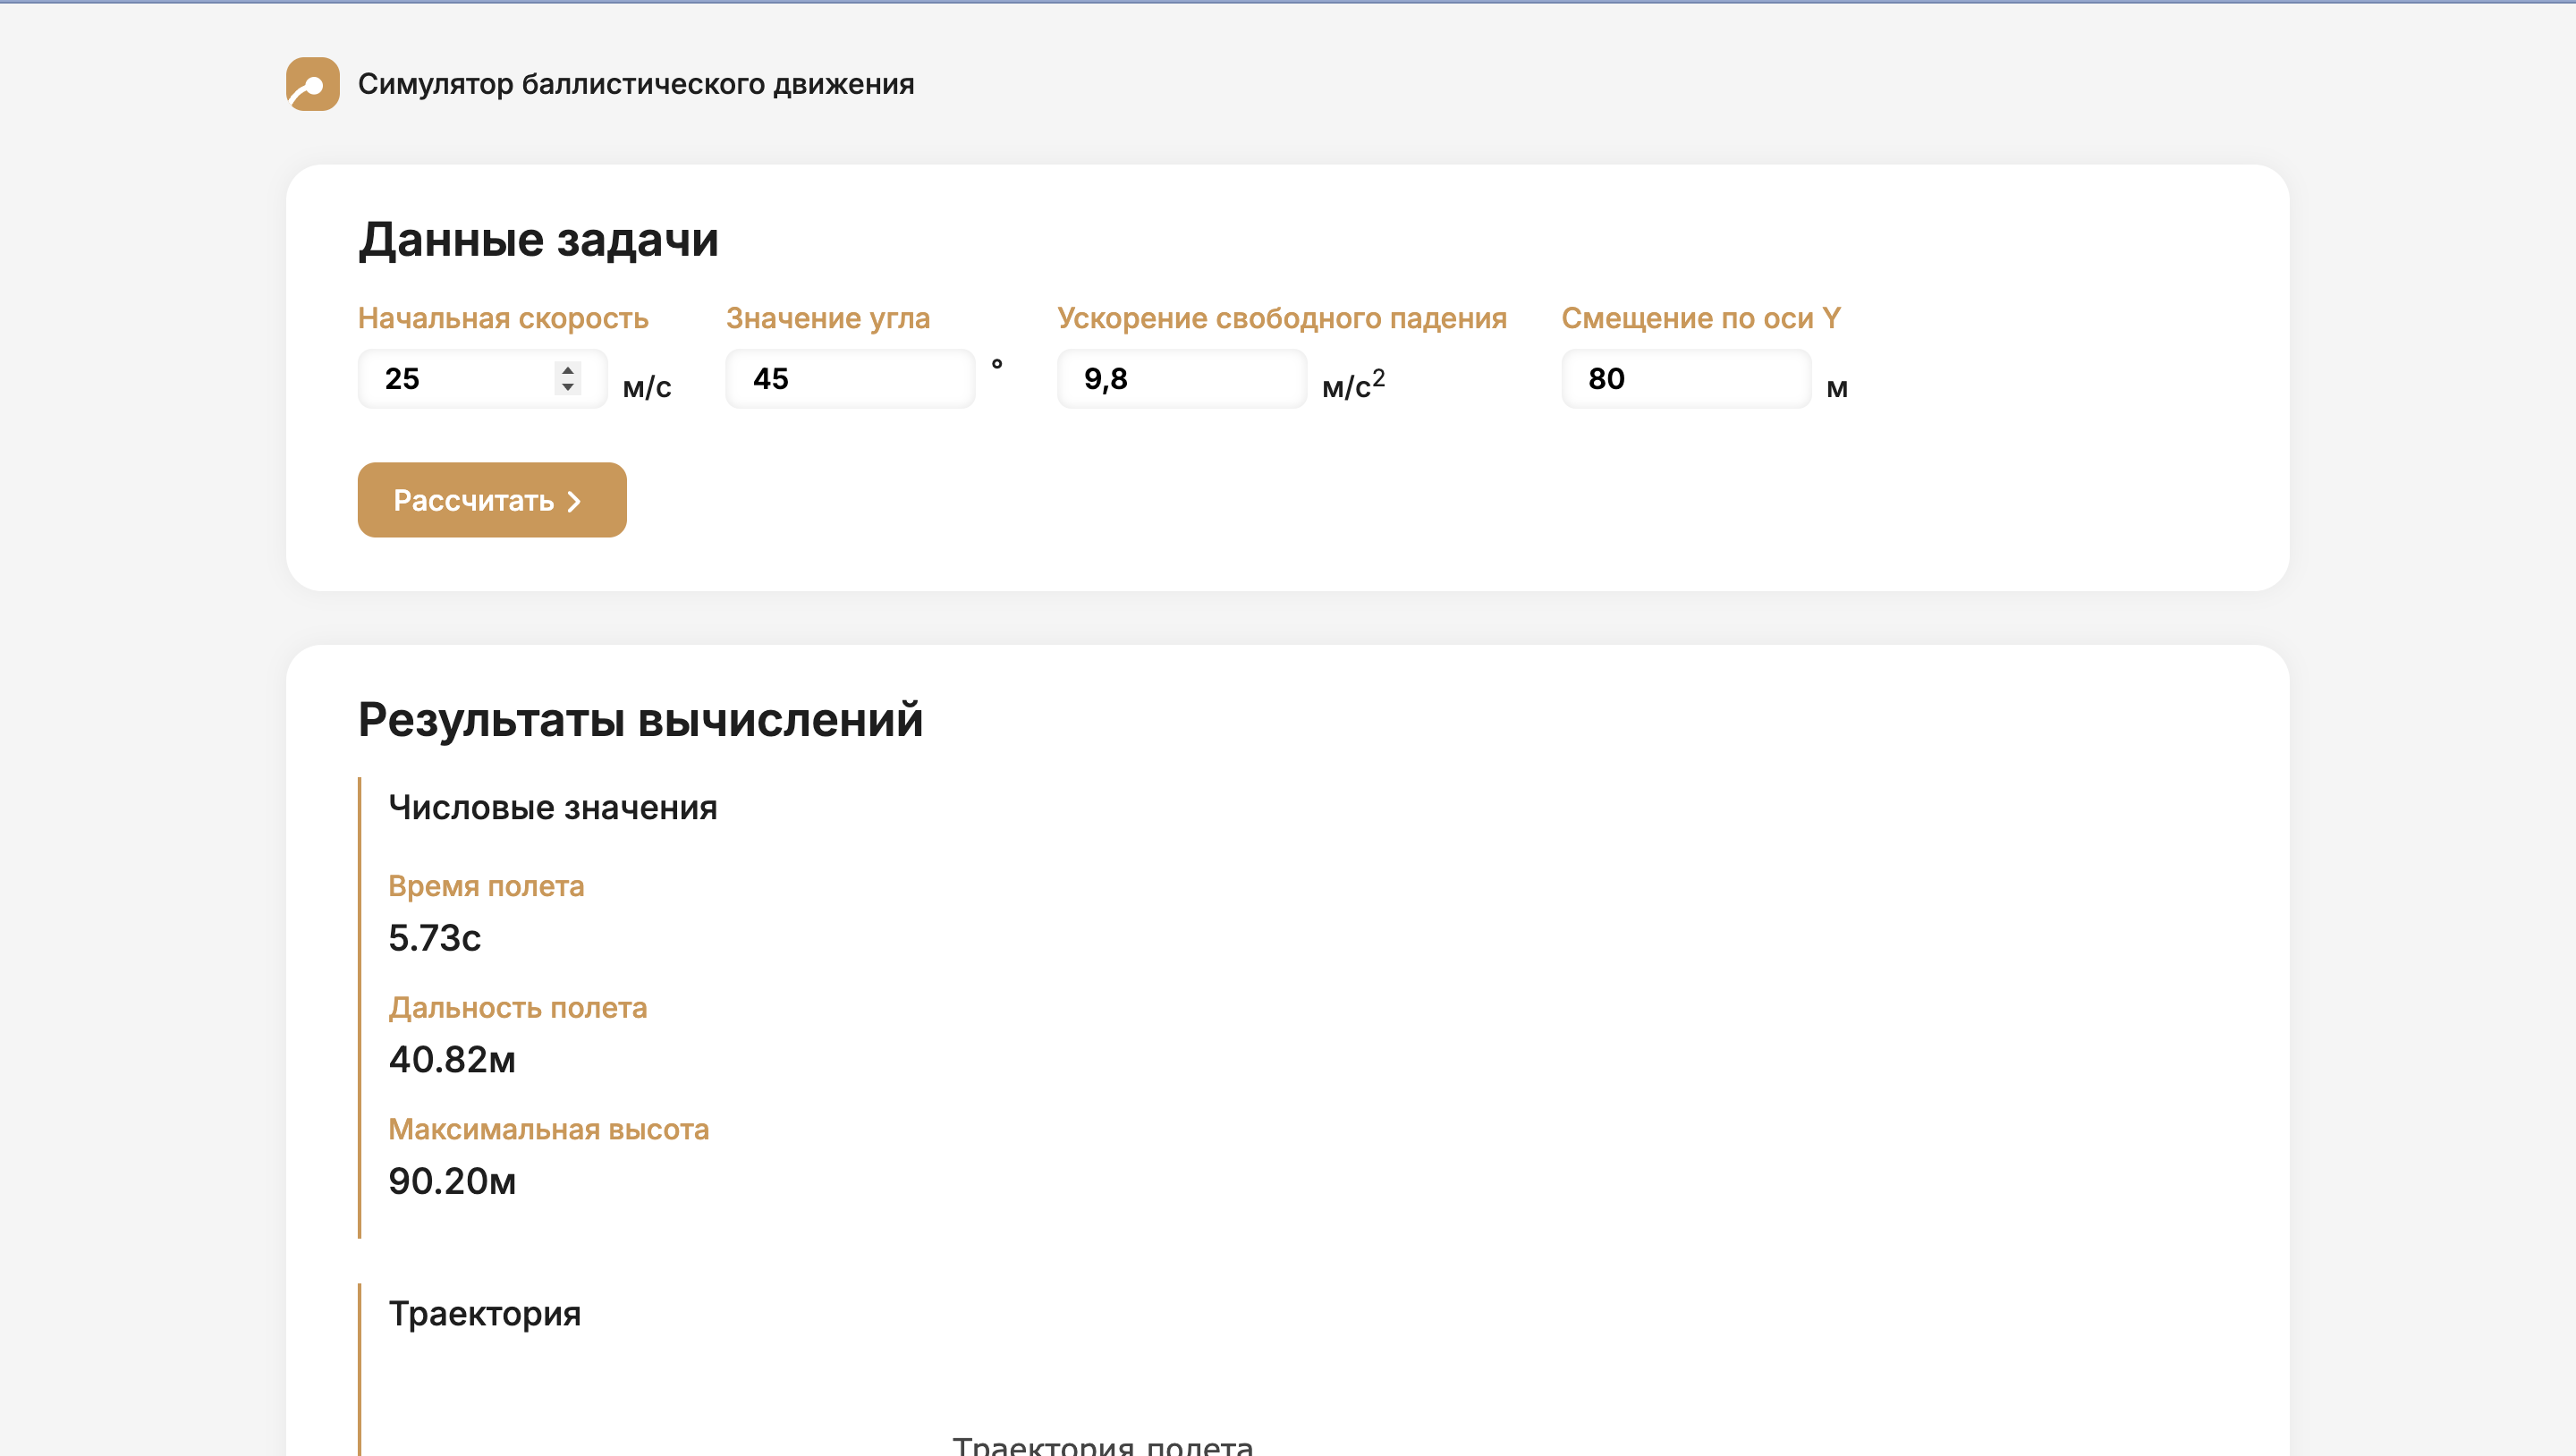 Симулятор баллистического движения
Данные задачи
Начальная скорость Значение угла Ускорение свободного падения Смещение по оси Y
25 м/с 45 ° 9,8 м/с² 80 м
Рассчитать
Результаты вычислений
Числовые значения
Время полета
5.73с
Дальность полета
40.82м
Максимальная высота
90.20м
Траектория
Траектория полета